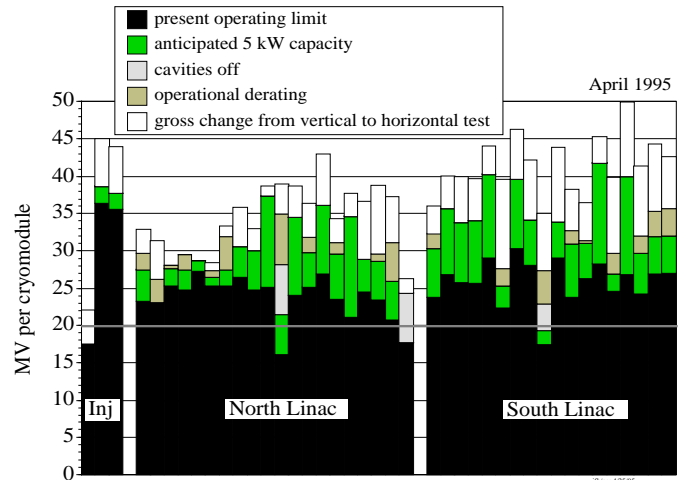 present operating limit
anticipated 5 kW capacity
cavities off
operational derating
gross change from vertical to horizontal test
April 1995
MV per cryomodule
50
45
40
35
30
25
20
15
10
5
0
Inj
North Linac
South Linac